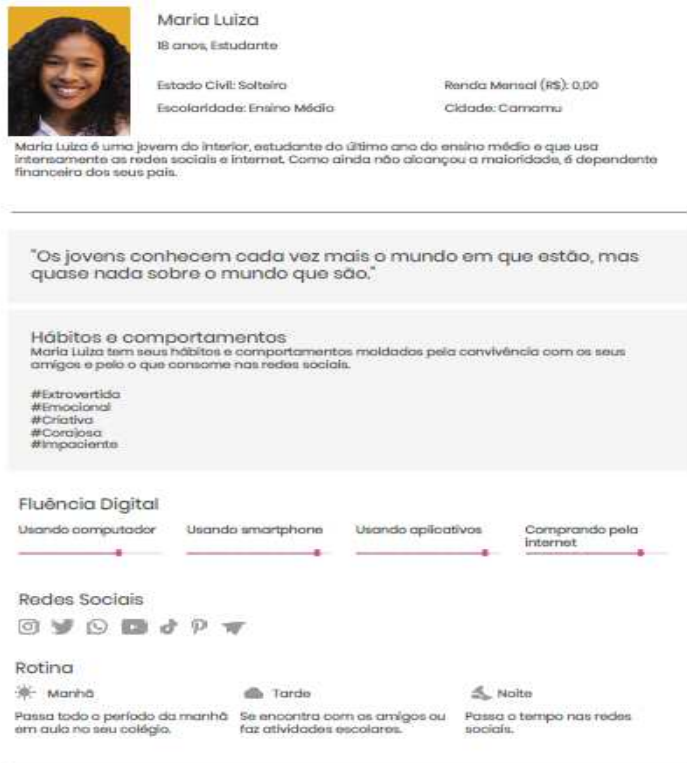 Maria Luiza
18 anos, Estudante
Estado Civil: Solteiro
Renda Mensal (R$): 0,00
Escolaridade: Ensino Médio
Cidade: Camamu
Maria Luiza é uma jovem do interior, estudante do último ano do ensino médio e que usa
intensamente as redes sociais e internet. Como ainda não alcançou a maioridade, é dependente
financeira dos seus pais.
"Os jovens conhecem cada vez mais o mundo em que estão, mas
quase nada sobre o mundo que são."
Hábitos e comportamentos
Maria Luiza tem seus hábitos e comportamentos moldados pela convivência com os seus
amigos e pelo o que consome nas redes sociais.
#Extrovertida
#Emocional
#Criativa
#Corajosa
#Impaciente
Fluência Digital
Usando computador
Usando smartphone
Usando aplicativos
Comprando pela
internet
Redes Sociais
Rotina
Manhã
Tarde
Noite
Passa todo o período da manhã
em aula no seu colégio.
Se encontra com os amigos ou
faz atividades escolares.
Passa o tempo nas redes
sociais.